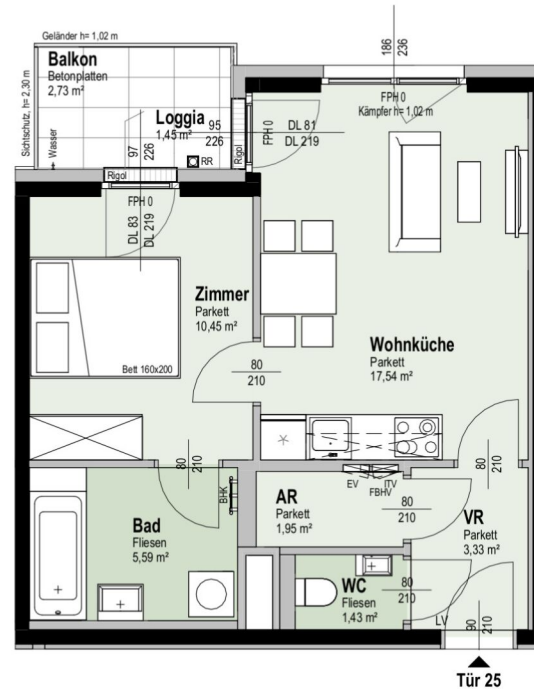 Geländer h= 1,02 m
Sichtschutz, h= 2,30 m
Balkon
Betonplatten
2,73 m²
Wasser
Loggia
1,45 m²
97
226
RR
Rigol
95
226
Rigol
FPH 0
DL 81
DL 219
186
236
FPH 0
Kämpfer h= 1,02 m
FPH 0
DL 83
DL 219
Zimmer
Parkett
10,45 m²
Bett 160x200
80
210
Wohnküche
Parkett
17,54 m²
80
210
BHK
Bad
Fliesen
5,59 m²
EV
ITV
FBHV
AR
Parkett
1,95 m²
80
210
80
210
VR
Parkett
3,33 m²
WC
Fliesen
1,43 m²
80
210
LV
90
210
Tür 25